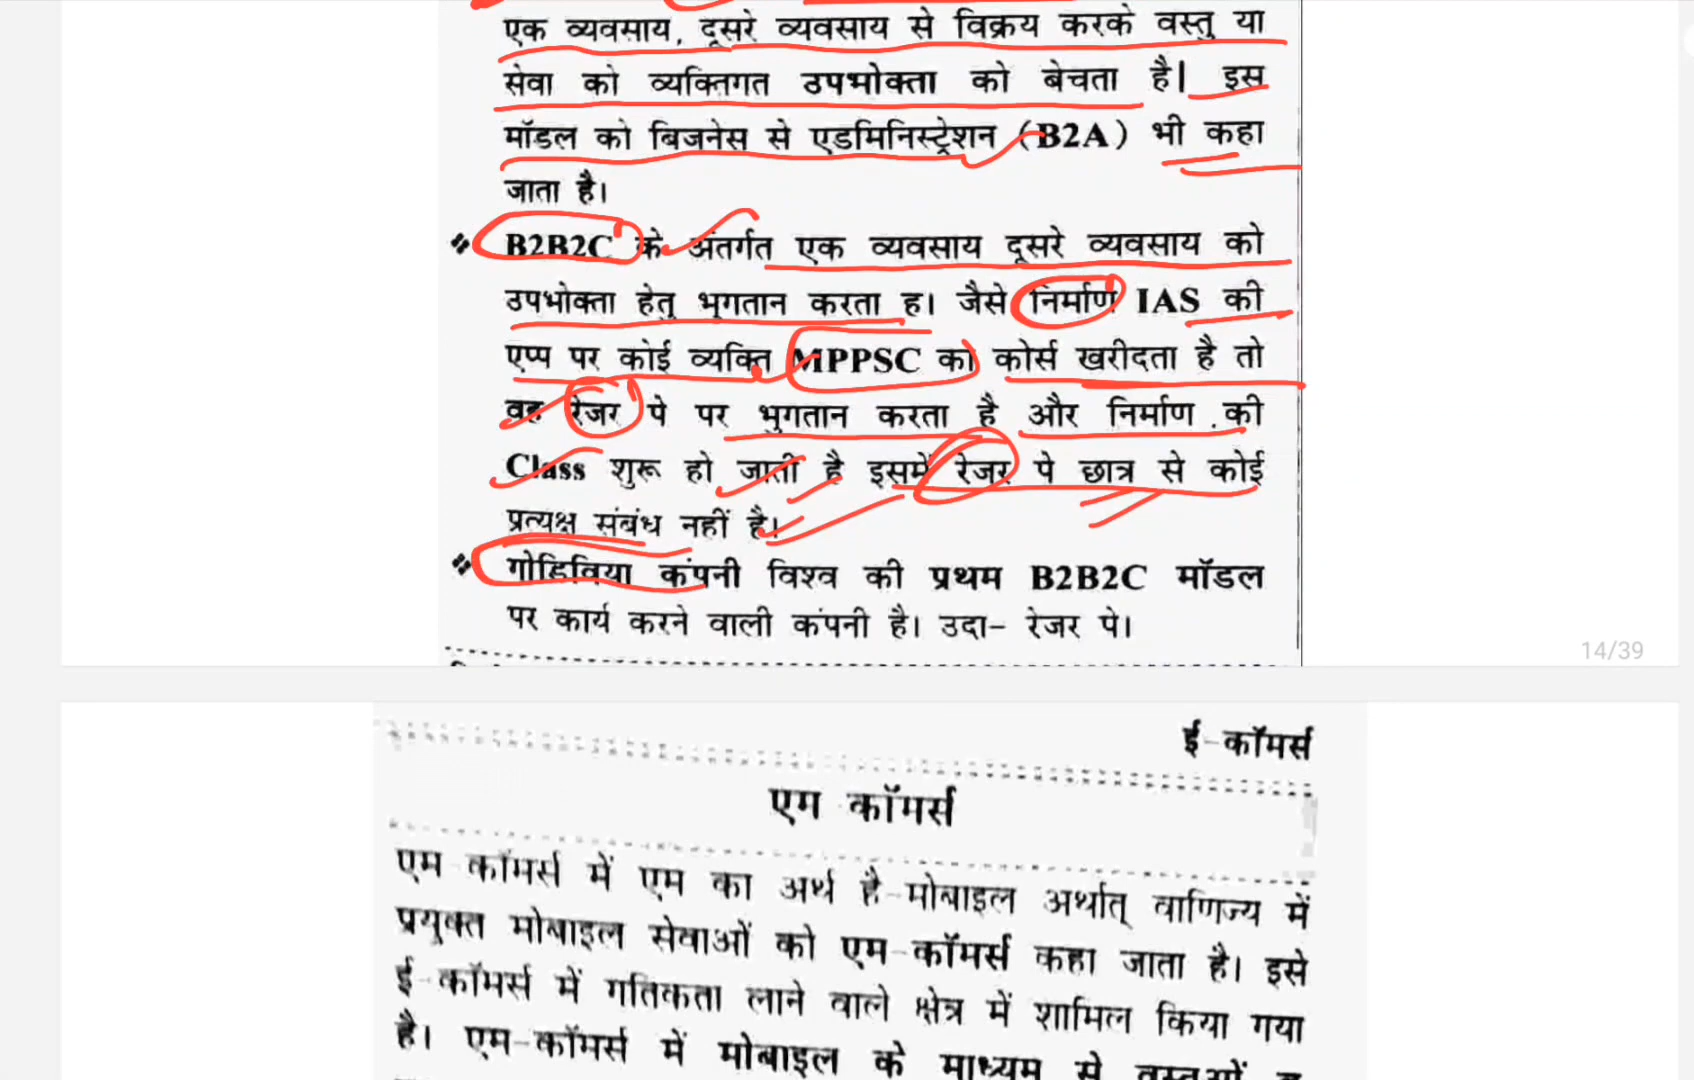 एक व्यवसाय, दूसरे व्यवसाय से विक्रय करके वस्तु या
सेवा को व्यक्तिगत उपभोक्ता को बेचता है। इस
मॉडल को बिजनेस से एडमिनिस्ट्रेशन (B2A) भी कहा
जाता है।
❖ B2B2C के अंतर्गत एक व्यवसाय दूसरे व्यवसाय को
उपभोक्ता हेतु भुगतान करता ह। जैसे निर्माण IAS की
एप्प पर कोई व्यक्ति MPPSC का कोर्स खरीदता है तो
वह रेजर पे पर भुगतान करता है और निर्माण .की
Class शुरू हो जाती है इसमें रेजर पे छात्र से कोई
प्रत्यक्ष संबंध नहीं है।
❖ गोडिविया कंपनी विश्व की प्रथम B2B2C मॉडल
पर कार्य करने वाली कंपनी है। उदा- रेजर पे।
14/39
ई-कॉमर्स
एम कॉमर्स
एम कॉमर्स में एम का अर्थ है-मोबाइल अर्थात् वाणिज्य में
प्रयुक्त मोबाइल सेवाओं को एम-कॉमर्स कहा जाता है। इसे
ई-कॉमर्स में गतिकता लाने वाले क्षेत्र में शामिल किया गया
है। एम-कॉमर्स में मोबाइल के माध्यम से